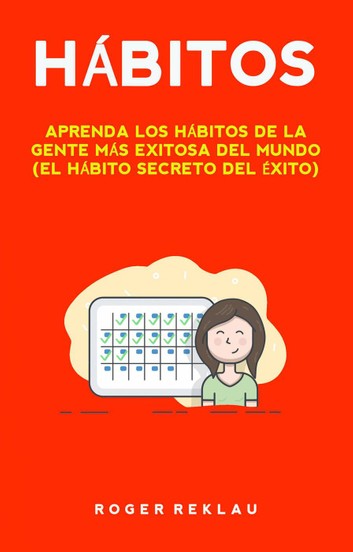 HÁBITOS
APRENDA LOS HÁBITOS DE LA
GENTE MÁS EXITOSA DEL MUNDO
(EL HÁBITO SECRETO DEL ÉXITO)
ROGER REKLAU